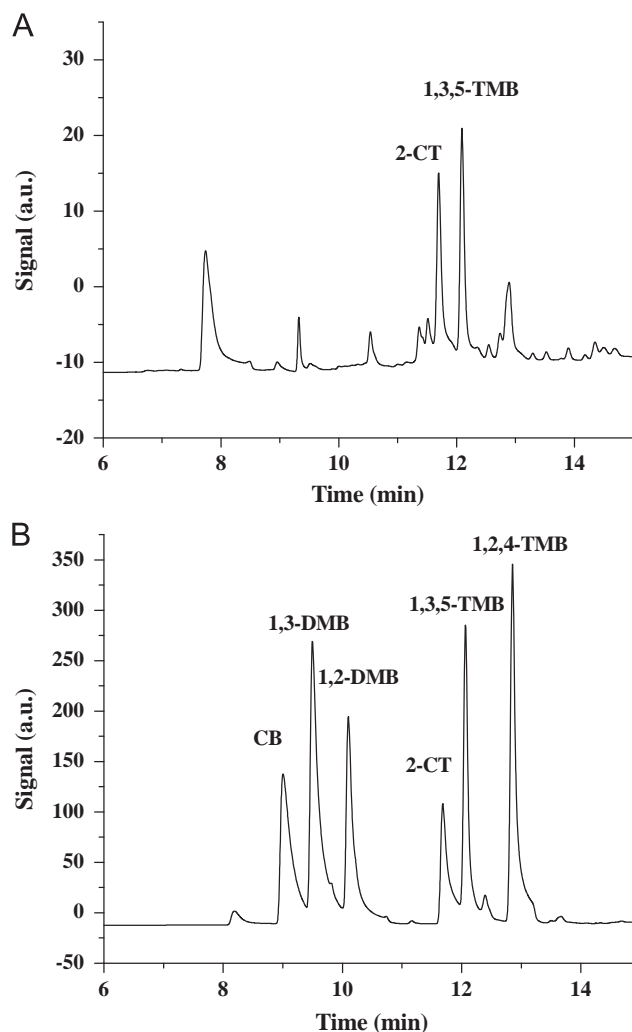 A
30
20
10
0
-10
-20
Signal (a.u.)
1,3,5-TMB
2-CT
6 8 10 12 14
Time (min)
B
350
300
250
200
150
100
50
0
-50
Signal (a.u.)
1,2,4-TMB
1,3,5-TMB
1,3-DMB
1,2-DMB
CB
2-CT
6 8 10 12 14
Time (min)